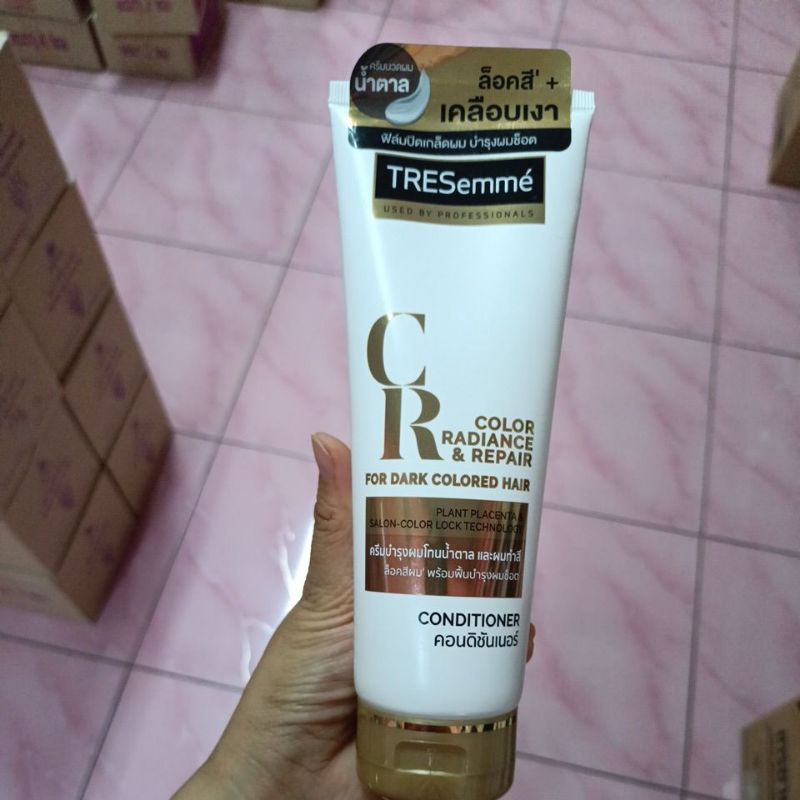 ครีมนวดผม
น้ำตาล
ล็อคสี' +
เคลือบเงา
ฟิล์มปิดเกล็ดผม บำรุงผมช็อต
TRESemmé
USED BY PROFESSIONALS
CR
COLOR
RADIANCE
& REPAIR
FOR DARK COLORED HAIR
PLANT PLACENTA &
SALON-COLOR LOCK TECHNOLOGY
ครีมบำรุงผมโทนน้ำตาล และผมทำสี
ล็อคสีผม' พร้อมฟื้นบำรุงผมช็อต
CONDITIONER
คอนดิชันเนอร์